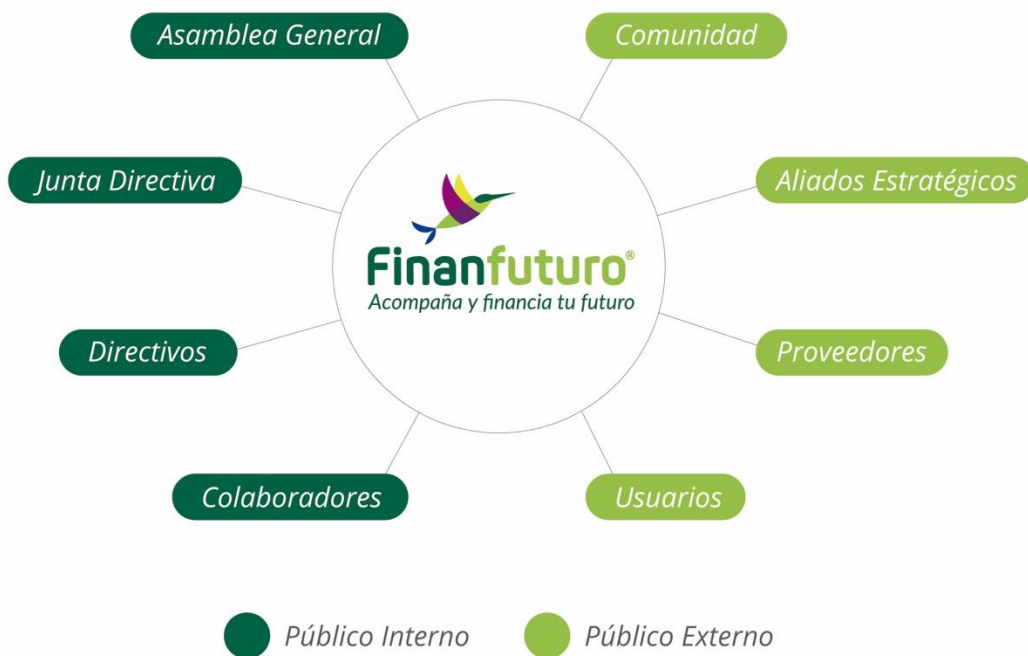 Asamblea General
Comunidad
Junta Directiva
Aliados Estratégicos
Finanfuturo®
Acompaña y financia tu futuro
Directivos
Proveedores
Colaboradores
Usuarios
Público Interno
Público Externo